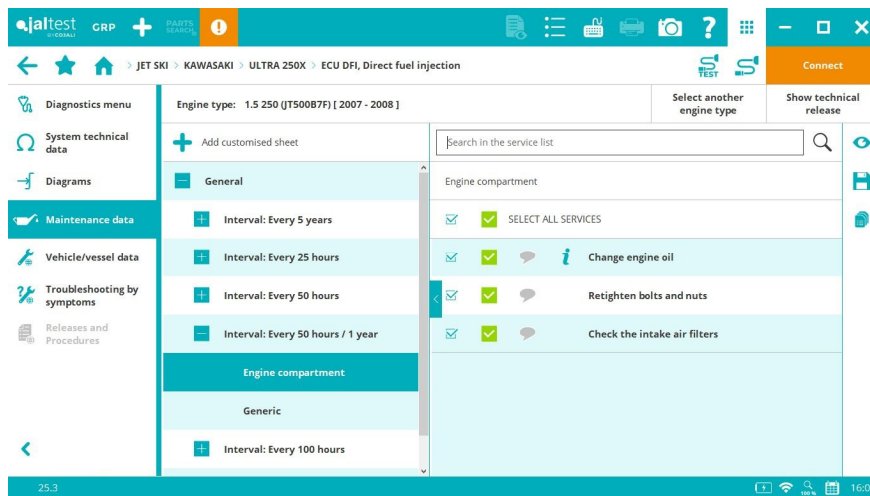 jaltest
BY COJALI
GRP
PARTS
SEARCH
JET SKI > KAWASAKI > ULTRA 250X > ECU DFI, Direct fuel injection
TEST
Connect
Diagnostics menu
System technical
data
Diagrams
Maintenance data
Vehicle/vessel data
Troubleshooting by
symptoms
Releases and
Procedures
Engine type: 1.5 250 (JT500B7F) [ 2007 - 2008 ]
Select another
engine type
Show technical
release
Add customised sheet
General
Interval: Every 5 years
Interval: Every 25 hours
Interval: Every 50 hours
Interval: Every 50 hours / 1 year
Engine compartment
Generic
Interval: Every 100 hours
Search in the service list
Engine compartment
SELECT ALL SERVICES
Change engine oil
Retighten bolts and nuts
Check the intake air filters
25.3
100 %